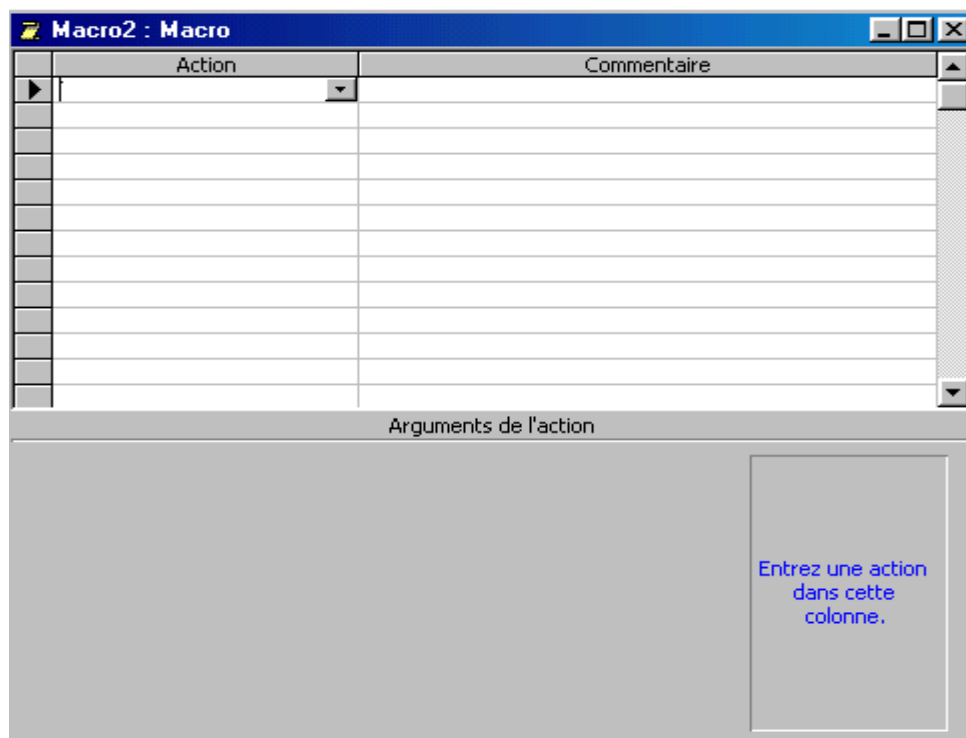 Macro2 : Macro
Action Commentaire
Arguments de l'action
Entrez une action
dans cette
colonne.